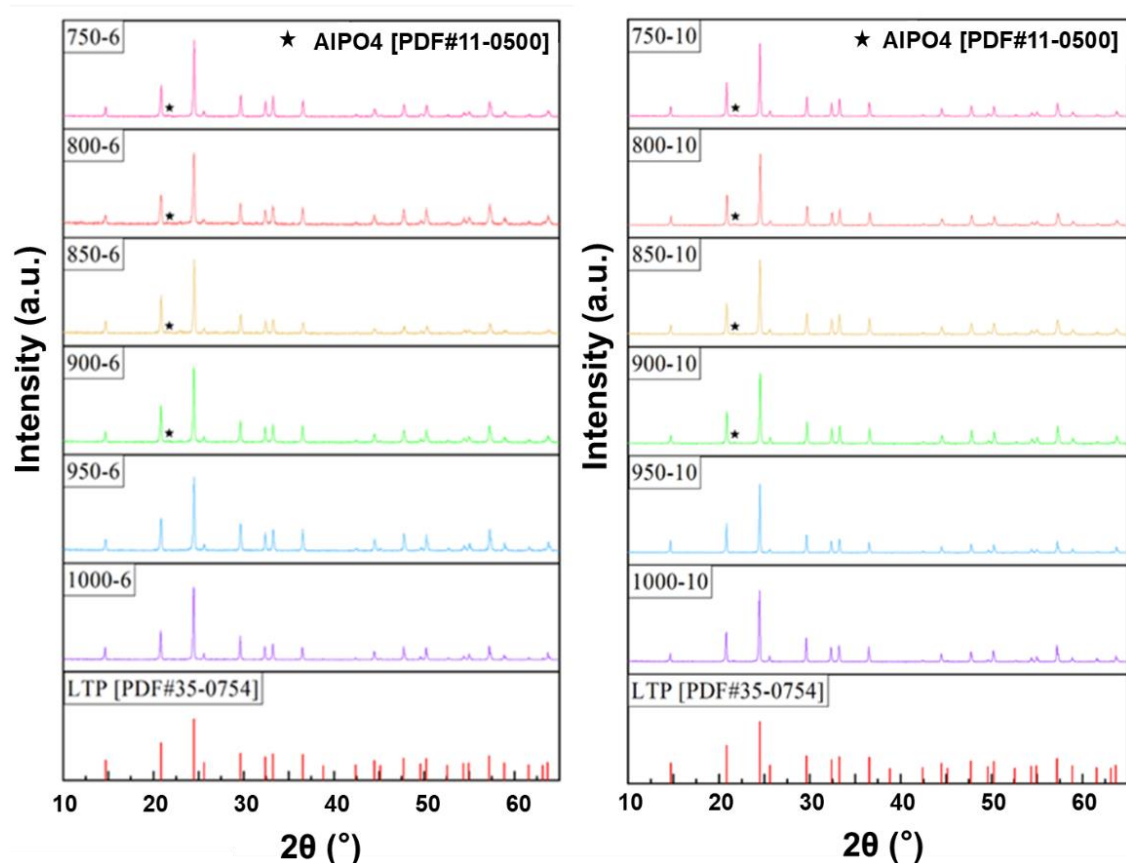 750-6
★ AlPO4 [PDF#11-0500]
800-6
850-6
900-6
950-6
1000-6
LTP [PDF#35-0754]
10 20 30 40 50 60
2θ (°)
Intensity (a.u.)
750-10
★ AlPO4 [PDF#11-0500]
800-10
850-10
900-10
950-10
1000-10
LTP [PDF#35-0754]
10 20 30 40 50 60
2θ (°)
Intensity (a.u.)